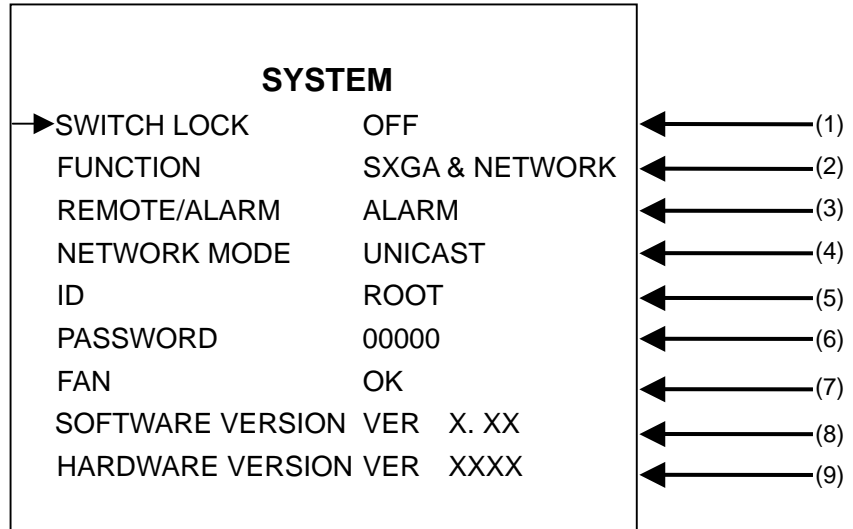 SYSTEM
SWITCH LOCK OFF (1)
FUNCTION SXGA & NETWORK (2)
REMOTE/ALARM ALARM (3)
NETWORK MODE UNICAST (4)
ID ROOT (5)
PASSWORD 00000 (6)
FAN OK (7)
SOFTWARE VERSION VER X. XX (8)
HARDWARE VERSION VER XXXX (9)